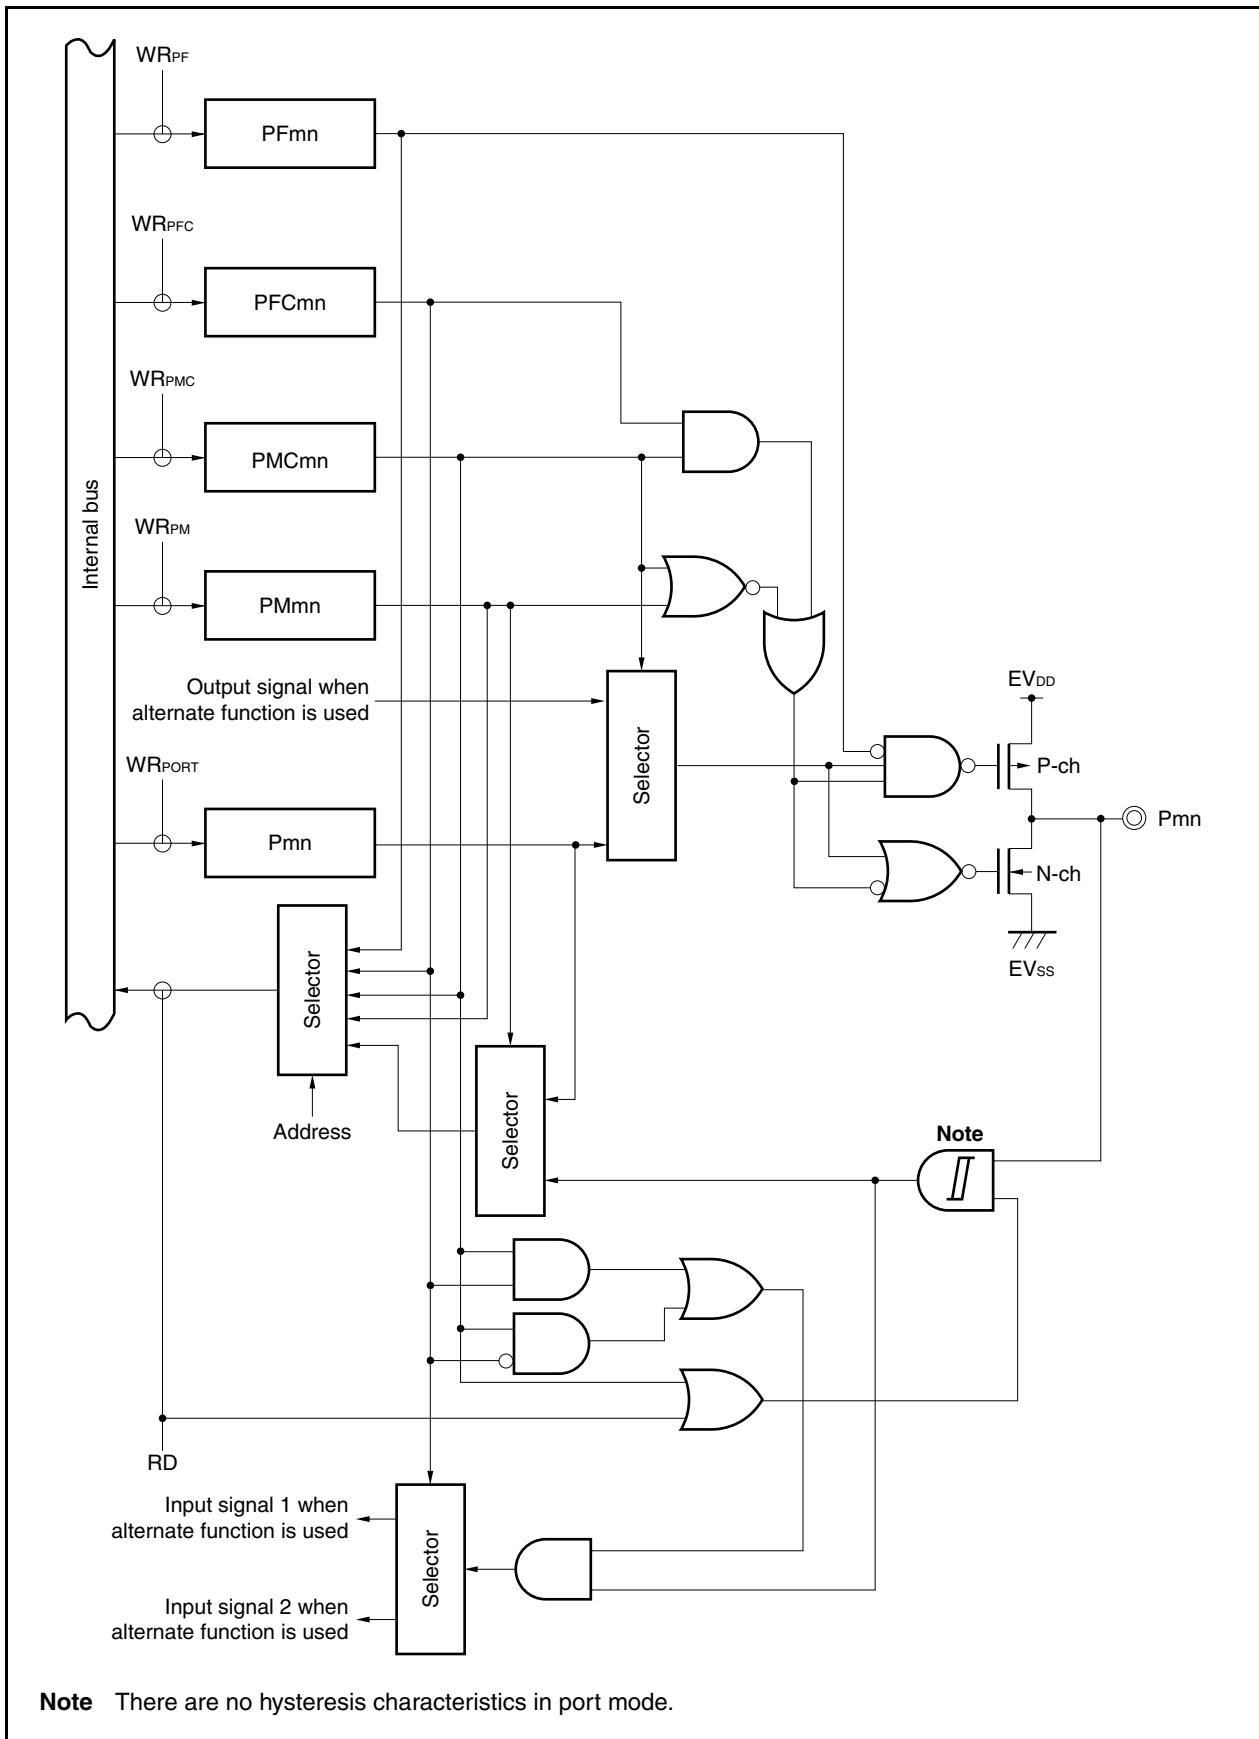 WRPF
PFmn
WRPFC
PFCmn
WRPMC
PMCmn
Internal bus
WRPM
PMmn
Output signal when
alternate function is used
Selector
EVDD
P-ch
WRPORT
Pmn
Pmn
N-ch
EVSS
Selector
Address
Selector
Note
RD
Input signal 1 when
alternate function is used
Selector
Input signal 2 when
alternate function is used
Note There are no hysteresis characteristics in port mode.